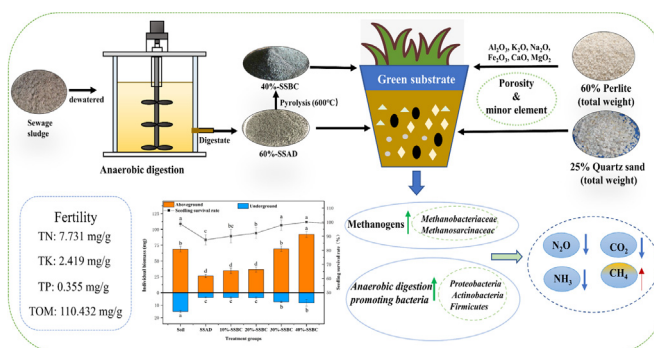 Sewage
sludge
dewatered
Anaerobic digestion
Digestate
40%-SSBC
Pyrolysis (600℃)
60%-SSAD
Green substrate
Al₂O₃, K₂O, Na₂O,
Fe₂O₃, CaO, MgO₂
Porosity
&
minor element
60% Perlite
(total weight)
25% Quartz sand
(total weight)
Fertility
TN: 7.731 mg/g
TK: 2.419 mg/g
TP: 0.355 mg/g
TOM: 110.432 mg/g
Aboveground
Underground
Seedling survival rate
Individual biomass (mg)
Seedling survival rate (%)
Soil
SSAD
10%-SSBC
20%-SSBC
30%-SSBC
40%-SSBC
Treatment groups
Methanogens
Methanobacteriaceae
Methanosarcinaceae
Anaerobic digestion
promoting bacteria
Proteobacteria
Actinobacteria
Firmicutes
N₂O
CO₂
NH₃
CH₄